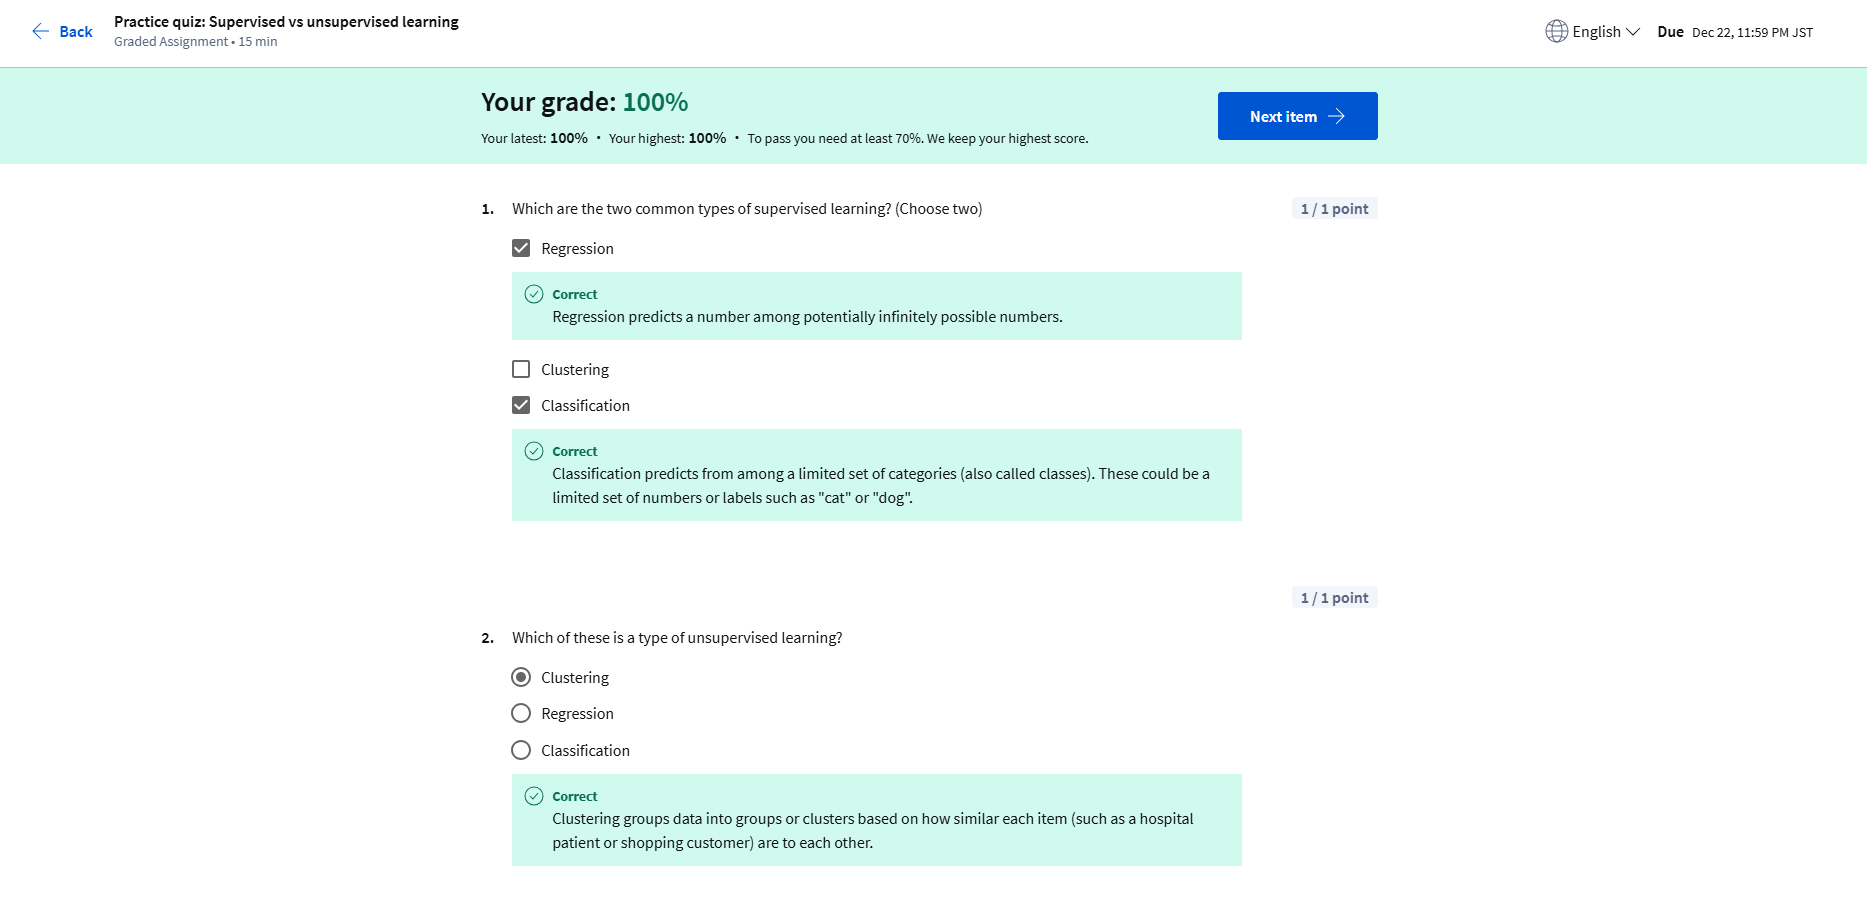 Back
Practice quiz: Supervised vs unsupervised learning
Graded Assignment • 15 min
English
Due Dec 22, 11:59 PM JST
Your grade: 100%
Your latest: 100% • Your highest: 100% • To pass you need at least 70%. We keep your highest score.
Next item
1. Which are the two common types of supervised learning? (Choose two)
1 / 1 point
Regression
Correct
Regression predicts a number among potentially infinitely possible numbers.
Clustering
Classification
Correct
Classification predicts from among a limited set of categories (also called classes). These could be a
limited set of numbers or labels such as "cat" or "dog".
1 / 1 point
2. Which of these is a type of unsupervised learning?
Clustering
Regression
Classification
Correct
Clustering groups data into groups or clusters based on how similar each item (such as a hospital
patient or shopping customer) are to each other.